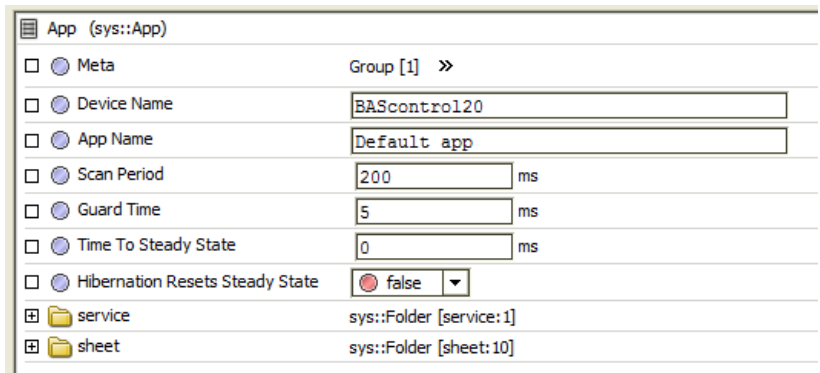 App (sys::App)
Meta Group [1] »
Device Name BAScontrol20
App Name Default app
Scan Period 200 ms
Guard Time 5 ms
Time To Steady State 0 ms
Hibernation Resets Steady State false
service sys::Folder [service:1]
sheet sys::Folder [sheet:10]